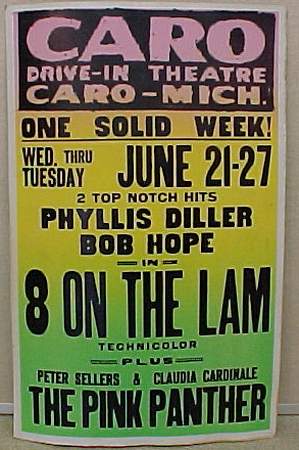 CARO
DRIVE-IN THEATRE
CARO-MICH.
ONE SOLID WEEK!
WED. THRU
TUESDAY JUNE 21-27
2 TOP NOTCH HITS
PHYLLIS DILLER
BOB HOPE
IN
8 ON THE LAM
TECHNICOLOR
PLUS
PETER SELLERS & CLAUDIA CARDINALE
THE PINK PANTHER